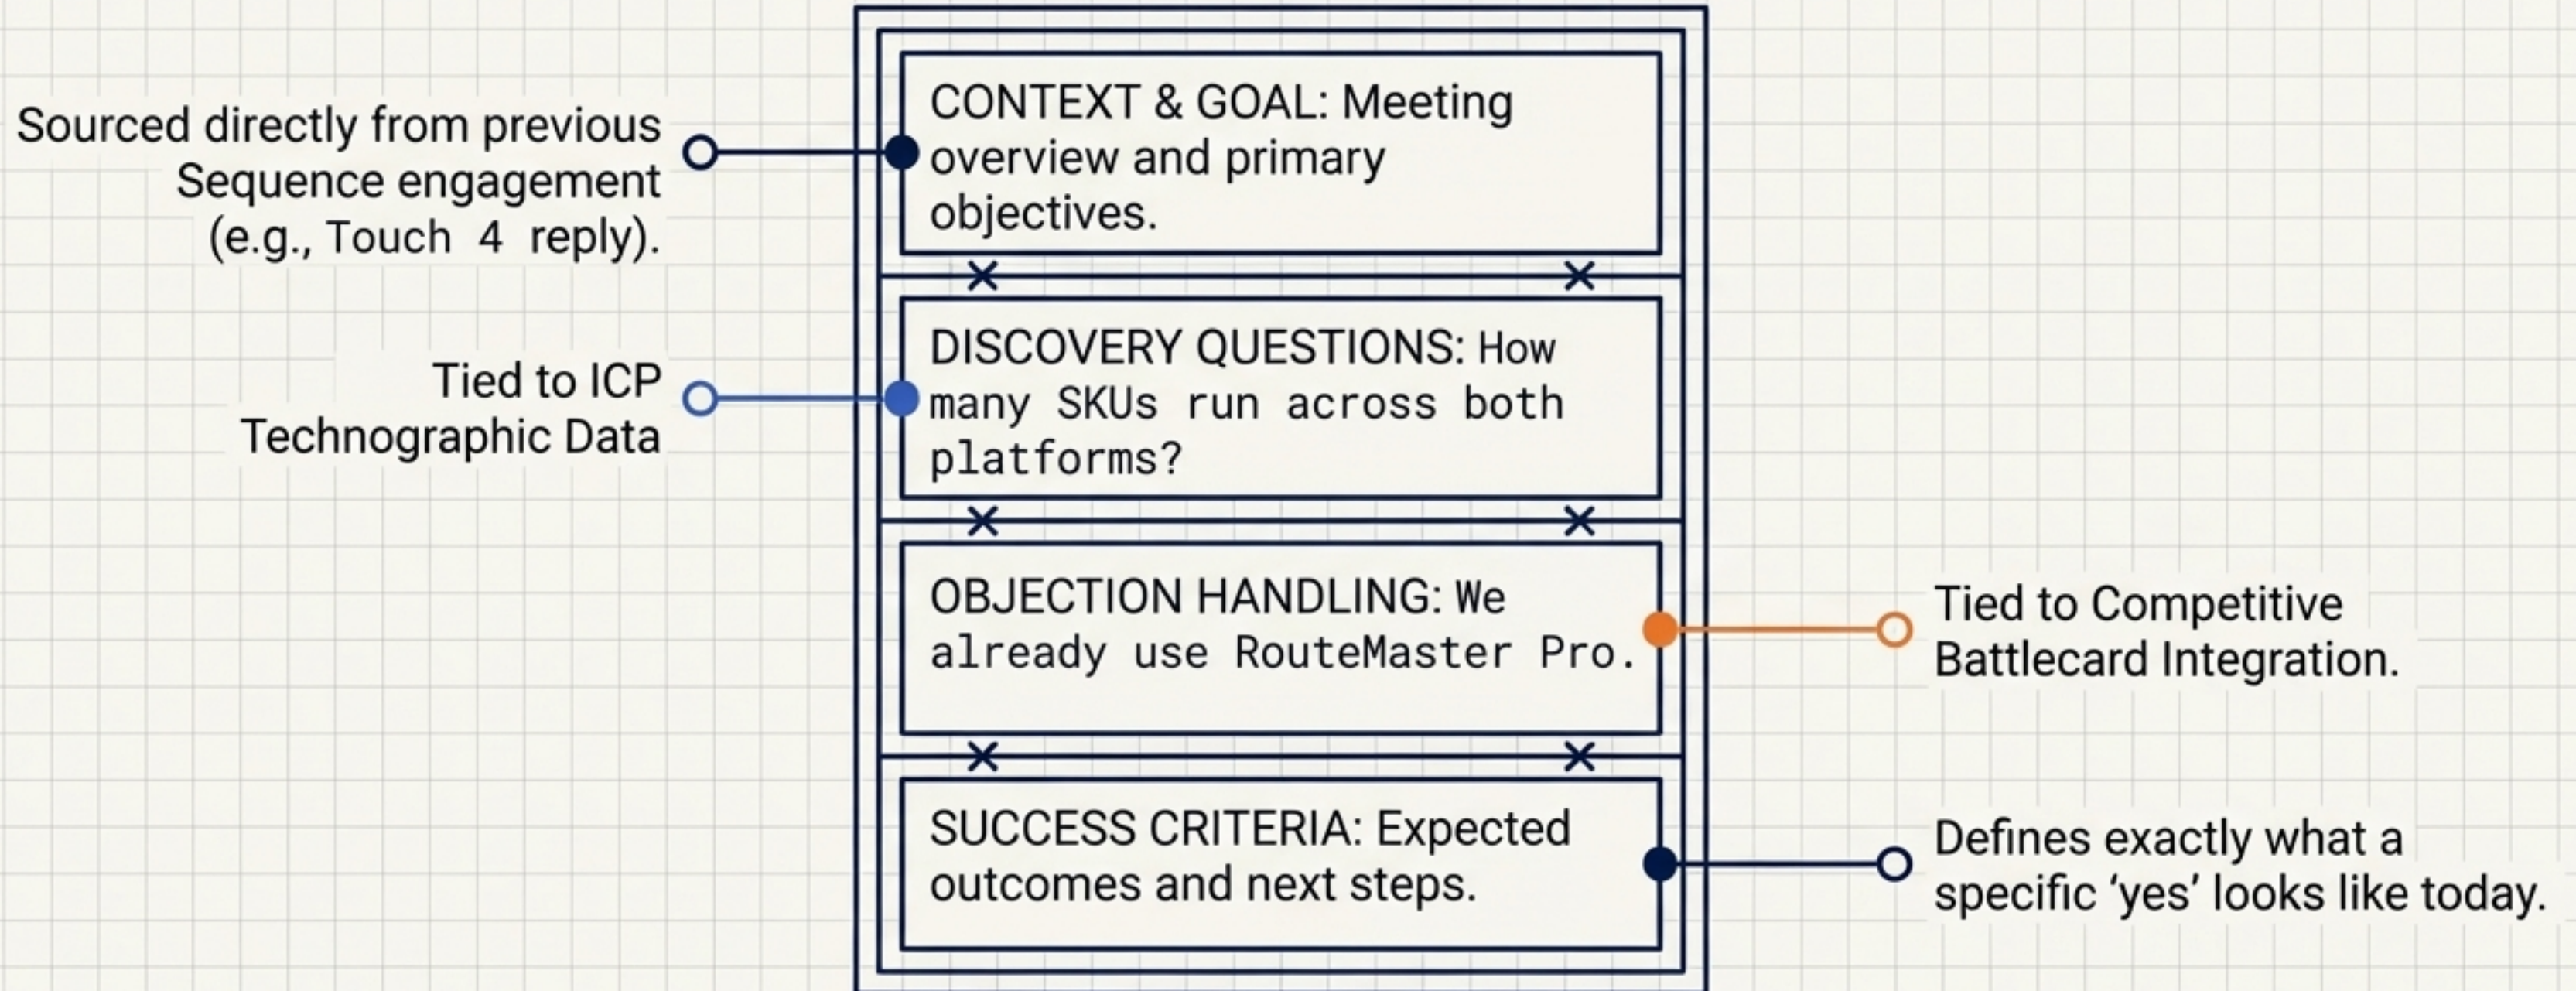 Sourced directly from previous
Sequence engagement
(e.g., Touch 4 reply).
CONTEXT & GOAL: Meeting
overview and primary
objectives.
Tied to ICP
Technographic Data
DISCOVERY QUESTIONS: How
many SKUs run across both
platforms?
OBJECTION HANDLING: We
already use RouteMaster Pro.
Tied to Competitive
Battlecard Integration.
SUCCESS CRITERIA: Expected
outcomes and next steps.
Defines exactly what a
specific ‘yes’ looks like today.